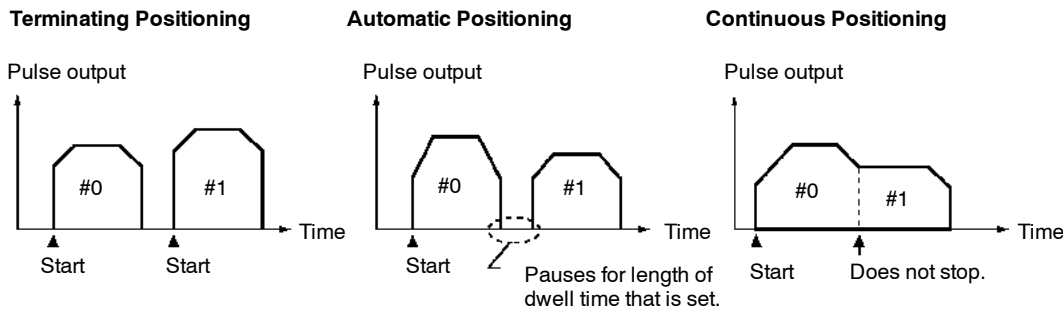 Terminating Positioning
Pulse output
#0
#1
Time
Start
Start
Automatic Positioning
Pulse output
#0
#1
Time
Start
Pauses for length of
dwell time that is set.
Continuous Positioning
Pulse output
#0
#1
Time
Start
Does not stop.